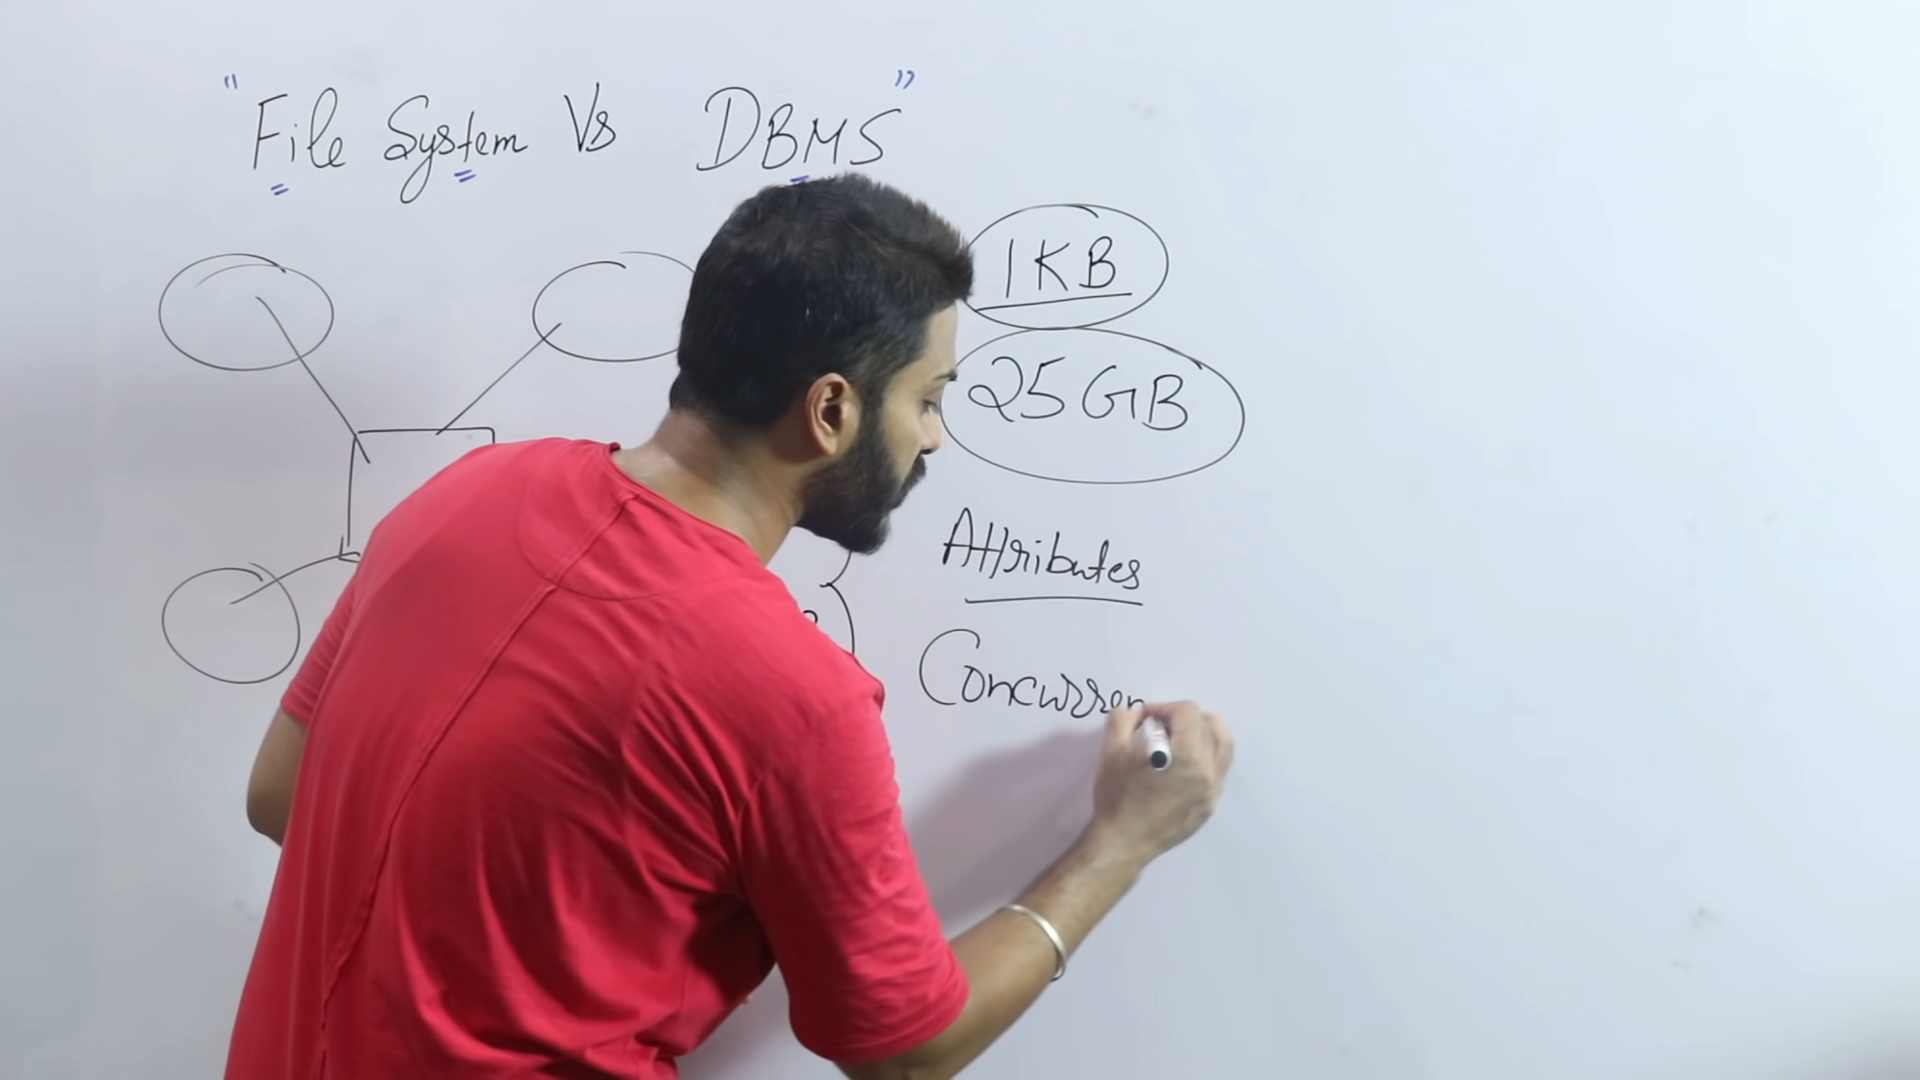 "File System Vs DBMS"
1KB
25GB
Attributes
Concurren